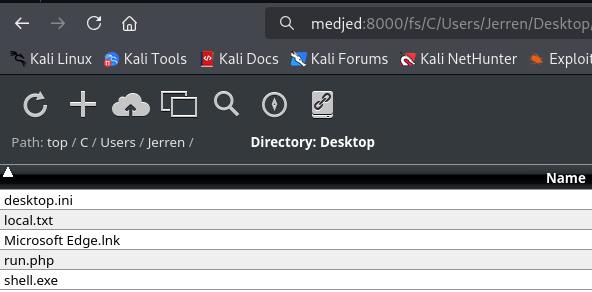 medjed:8000/fs/C/Users/Jerren/Desktop/
Kali Linux Kali Tools Kali Docs Kali Forums Kali NetHunter Exploit
Path: top / C / Users / Jerren / Directory: Desktop
Name
desktop.ini
local.txt
Microsoft Edge.lnk
run.php
shell.exe